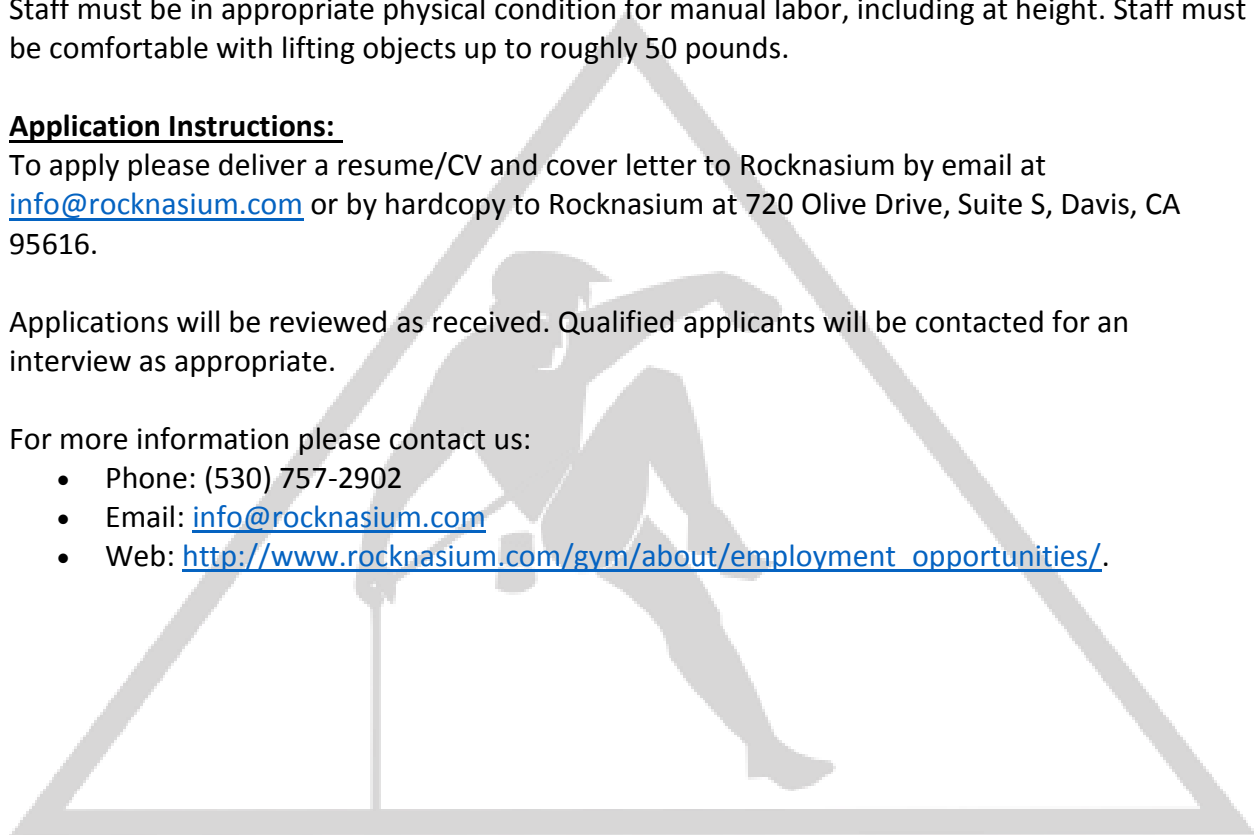 Staff must be in appropriate physical condition for manual labor, including at height. Staff must
be comfortable with lifting objects up to roughly 50 pounds.
Application Instructions:
To apply please deliver a resume/CV and cover letter to Rocknasium by email at
info@rocknasium.com or by hardcopy to Rocknasium at 720 Olive Drive, Suite S, Davis, CA
95616.
Applications will be reviewed as received. Qualified applicants will be contacted for an
interview as appropriate.
For more information please contact us:
• Phone: (530) 757-2902
• Email: info@rocknasium.com
• Web: http://www.rocknasium.com/gym/about/employment_opportunities/.